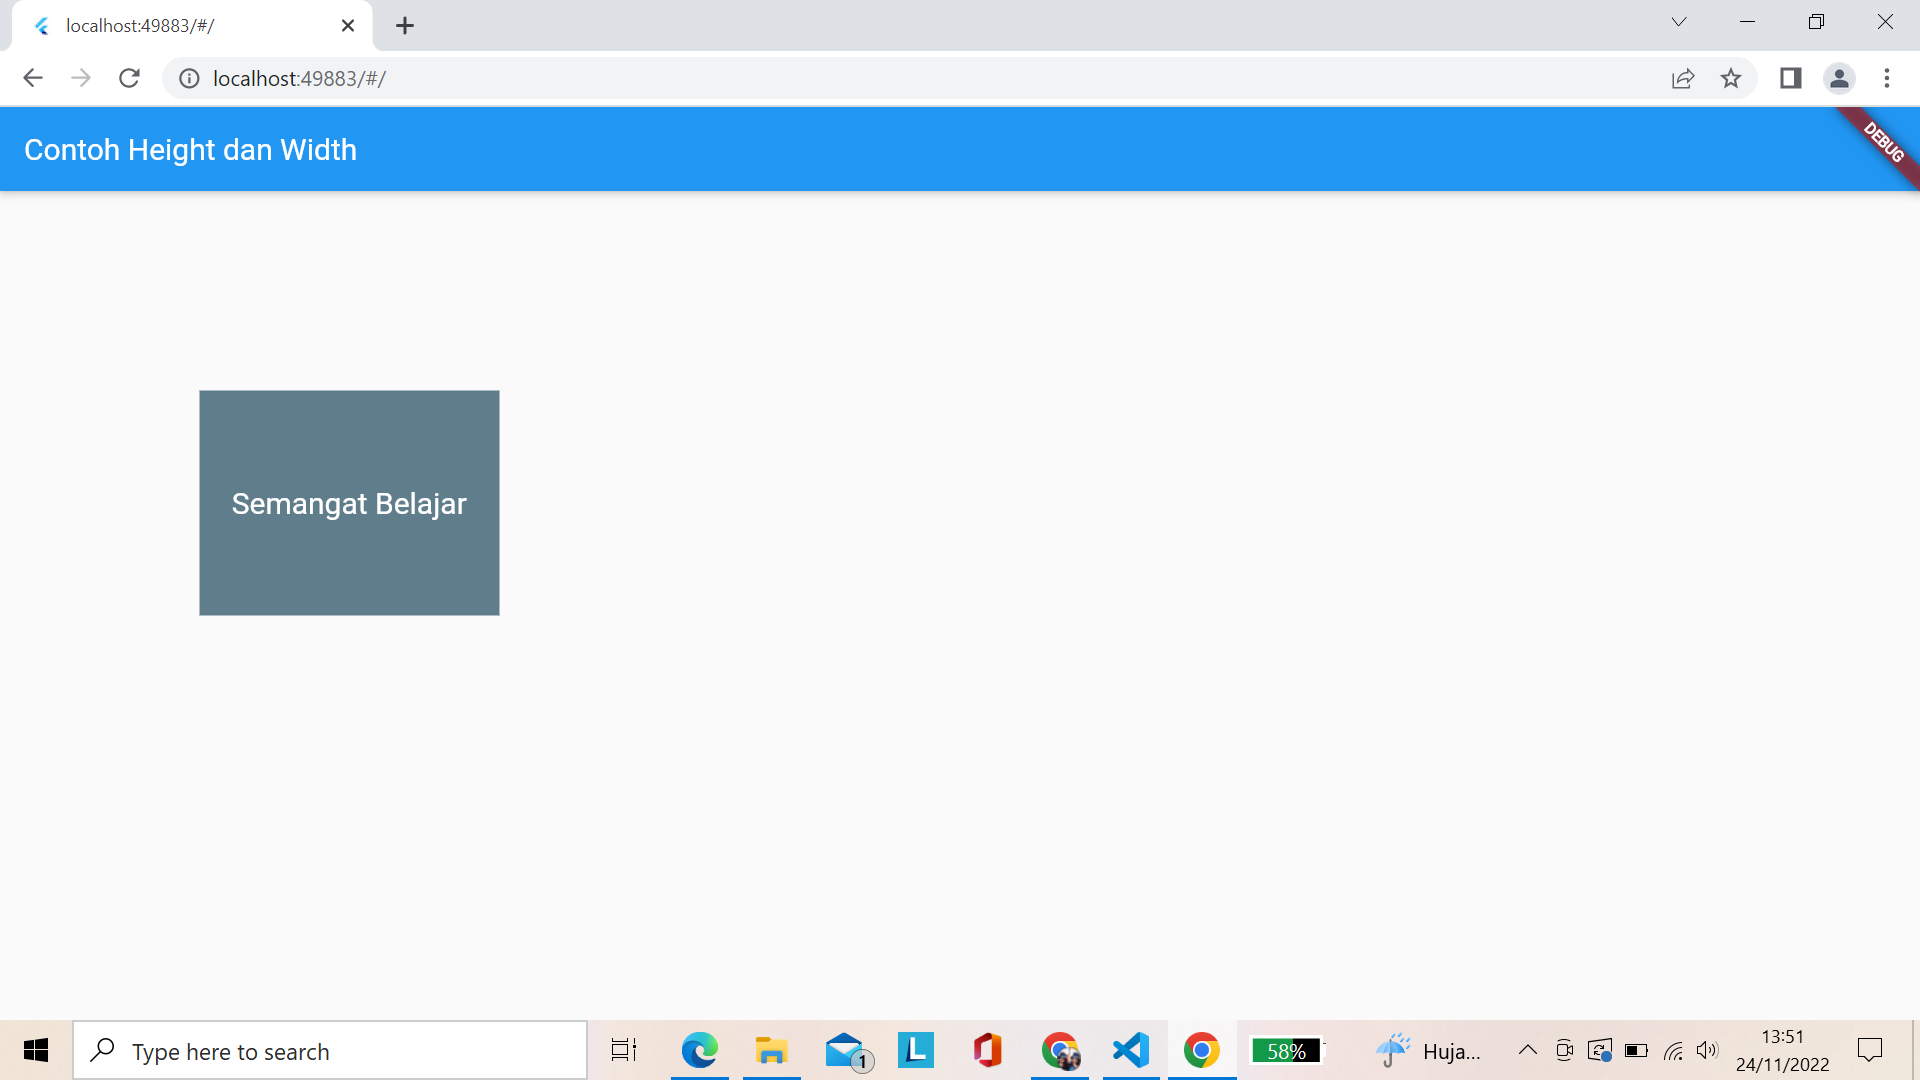 localhost:49883/#/
localhost:49883/#/
Contoh Height dan Width
DEBUG
Semangat Belajar
Type here to search
1
L
58%
Huja...
13:51
24/11/2022